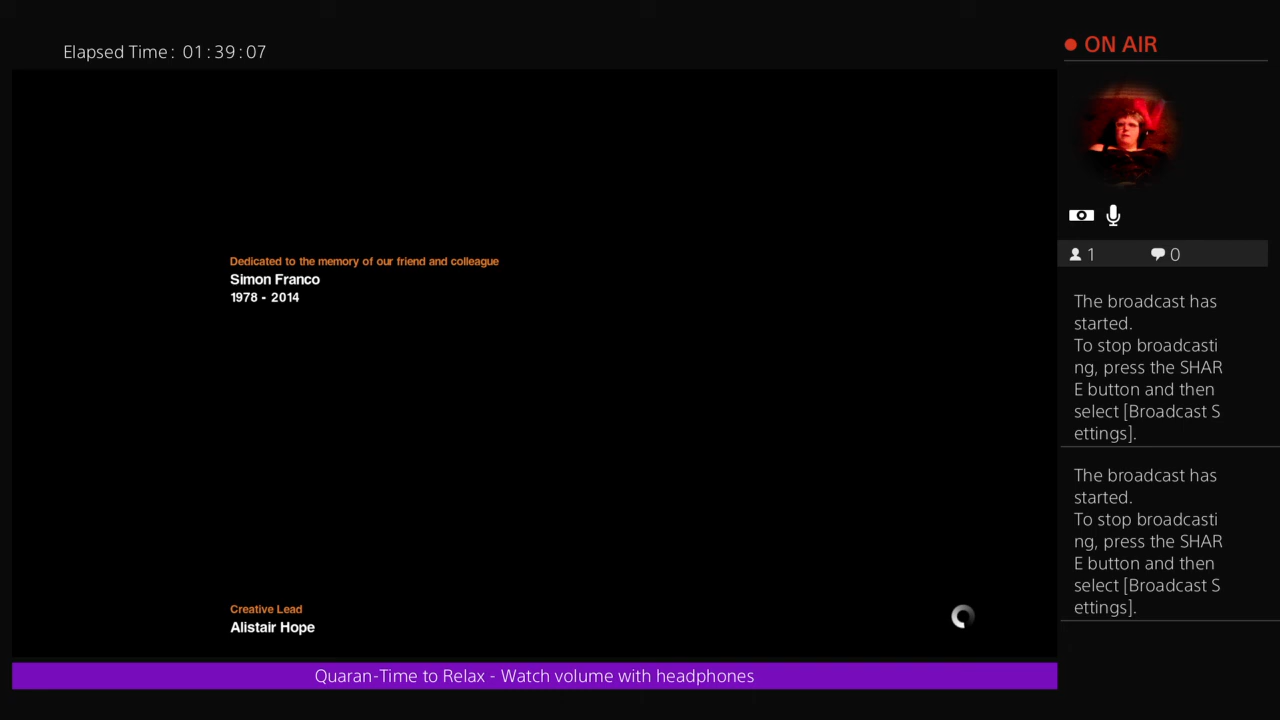 Elapsed Time: 01:39:07
ON AIR
1
0
Dedicated to the memory of our friend and colleague
Simon Franco
1978 - 2014
The broadcast has
started.
To stop broadcasti
ng, press the SHAR
E button and then
select [Broadcast S
ettings].
The broadcast has
started.
To stop broadcasti
ng, press the SHAR
E button and then
select [Broadcast S
ettings].
Creative Lead
Alistair Hope
Quaran-Time to Relax - Watch volume with headphones